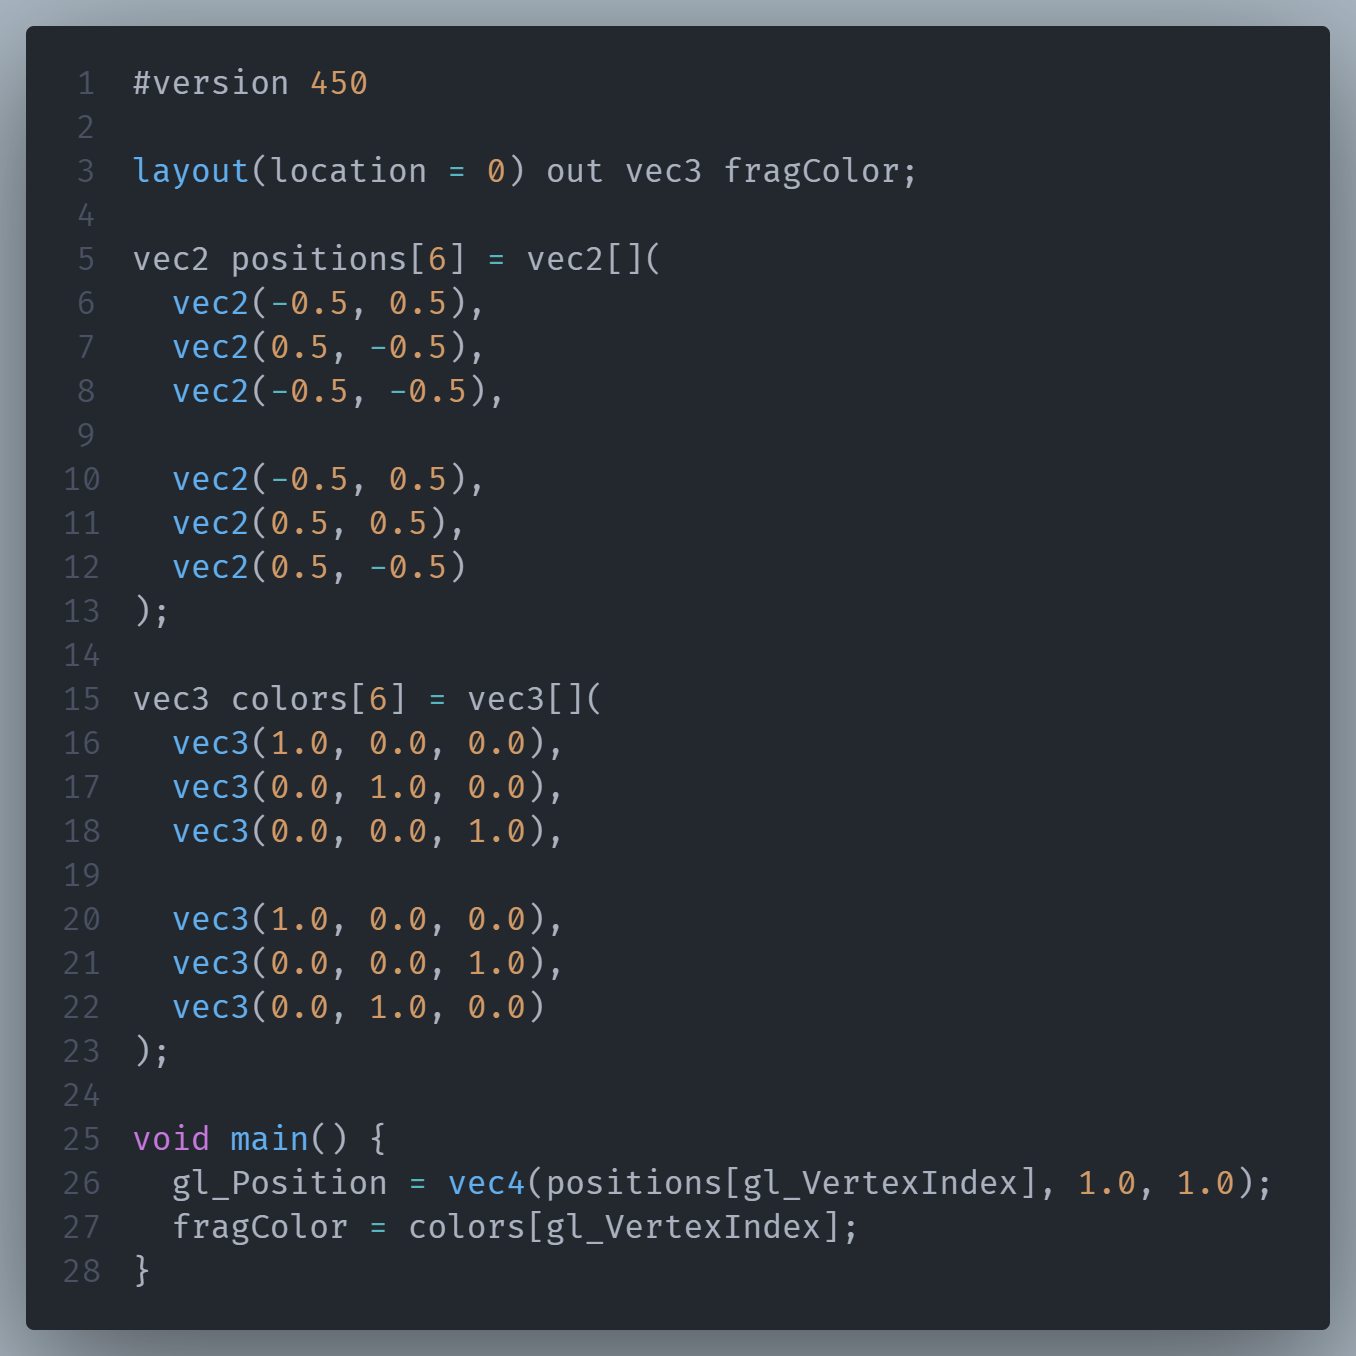 1 #version 450
2
3 layout(location = 0) out vec3 fragColor;
4
5 vec2 positions[6] = vec2[](
6   vec2(-0.5, 0.5),
7   vec2(0.5, -0.5),
8   vec2(-0.5, -0.5),
9
10   vec2(-0.5, 0.5),
11   vec2(0.5, 0.5),
12   vec2(0.5, -0.5)
13 );
14
15 vec3 colors[6] = vec3[](
16   vec3(1.0, 0.0, 0.0),
17   vec3(0.0, 1.0, 0.0),
18   vec3(0.0, 0.0, 1.0),
19
20   vec3(1.0, 0.0, 0.0),
21   vec3(0.0, 0.0, 1.0),
22   vec3(0.0, 1.0, 0.0)
23 );
24
25 void main() {
26   gl_Position = vec4(positions[gl_VertexIndex], 1.0, 1.0);
27   fragColor = colors[gl_VertexIndex];
28 }